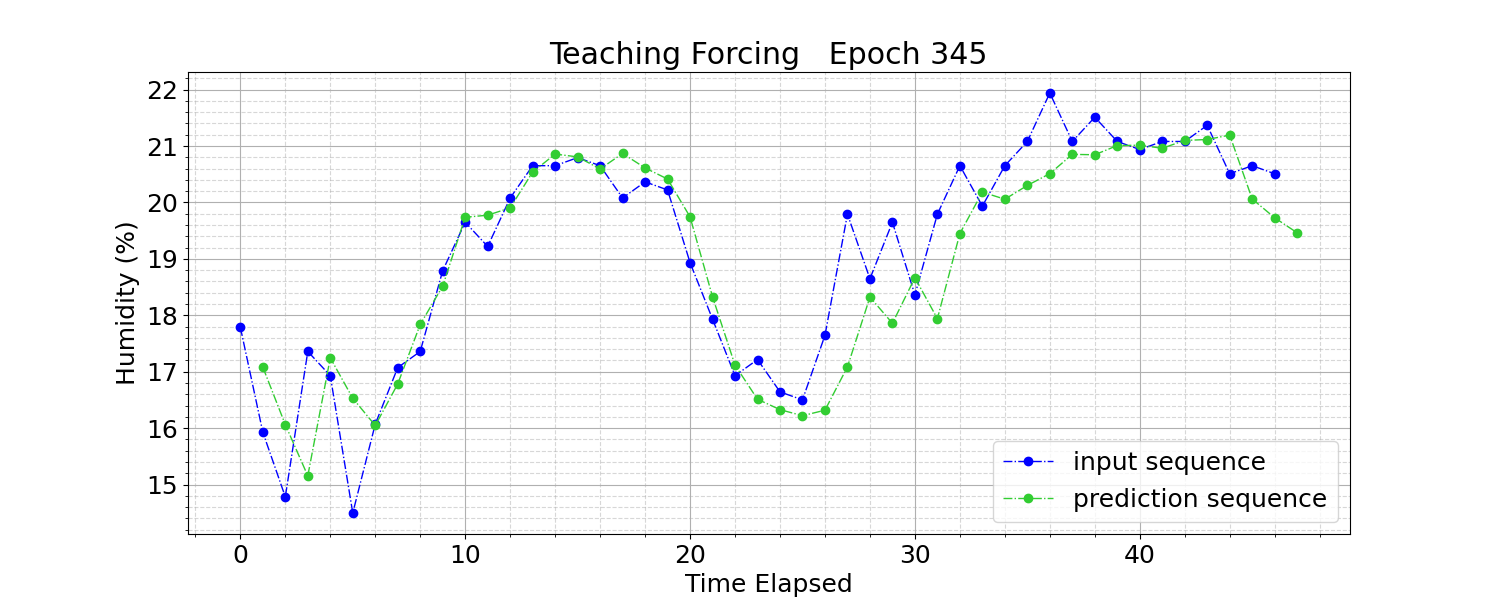 Teaching Forcing   Epoch 345
22
21
20
19
18
17
16
15
Humidity (%)
input sequence
prediction sequence
0 10 20 30 40
Time Elapsed